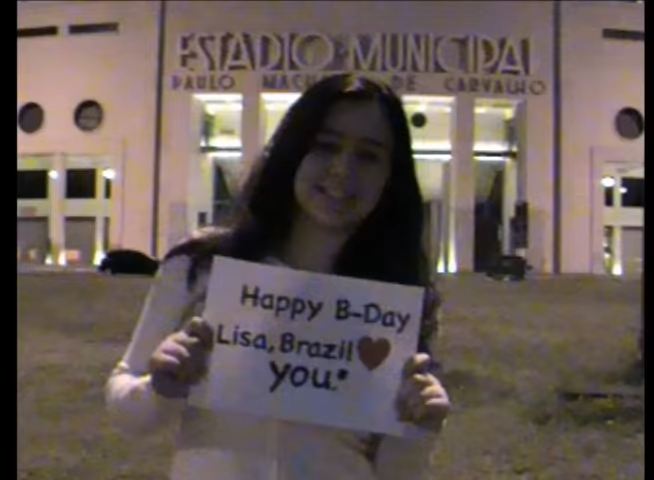 ESTADIO MUNICIPAL
PAULO MACHADO DE CARVALHO
Happy B-Day
Lisa, Brazil ❤
you.*